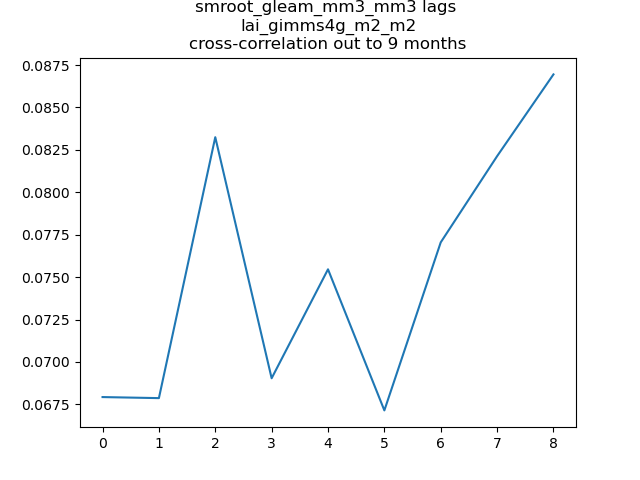 smroot_gleam_mm3_mm3 lags
lai_gimms4g_m2_m2
cross-correlation out to 9 months
0.0875
0.0850
0.0825
0.0800
0.0775
0.0750
0.0725
0.0700
0.0675
0 1 2 3 4 5 6 7 8